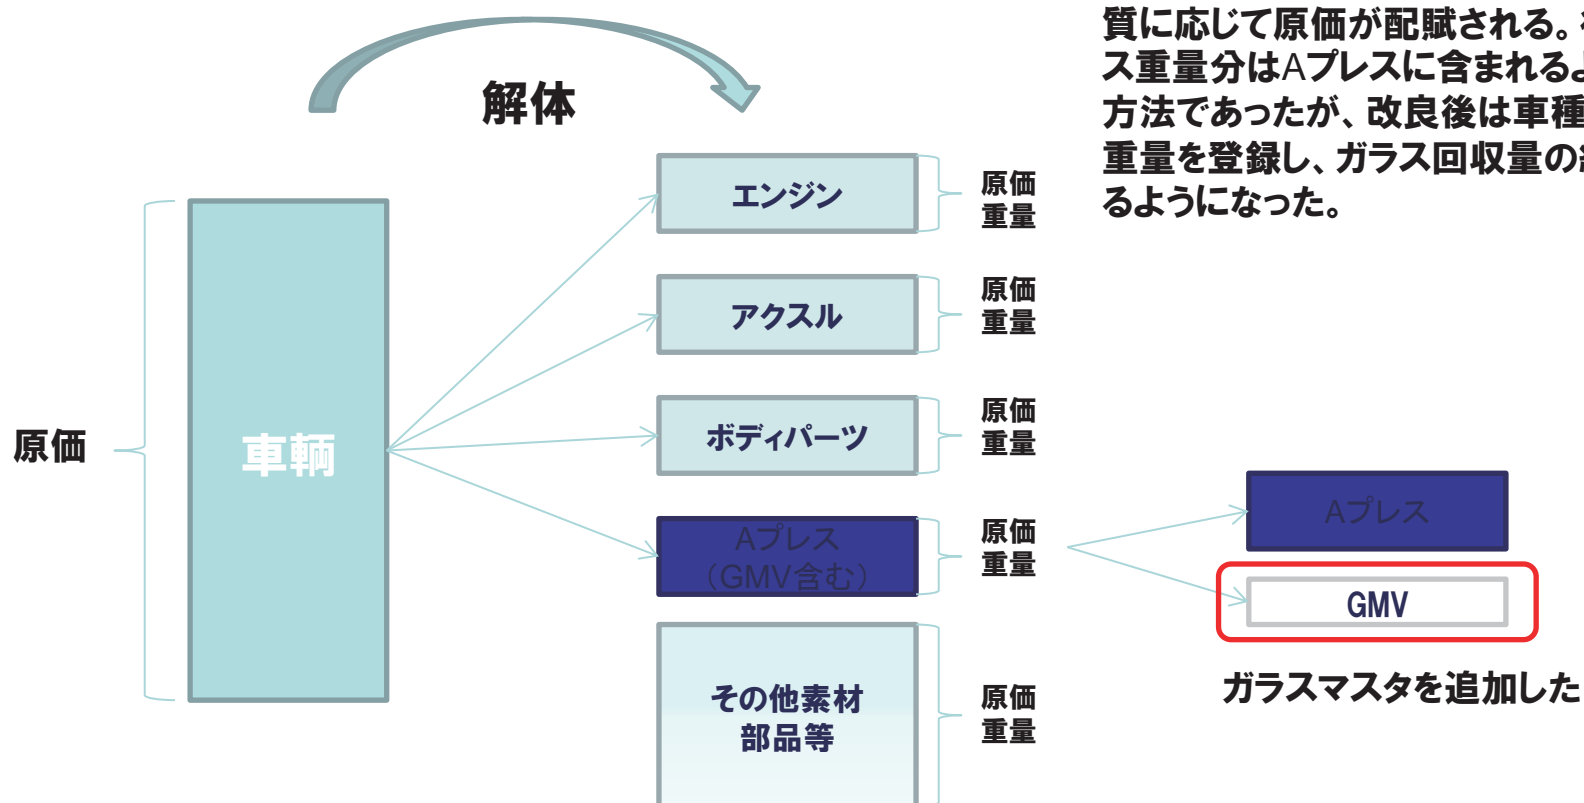 質に応じて原価が配賦される。
ス重量分はAプレスに含まれるよ
方法であったが、改良後は車種
重量を登録し、ガラス回収量の
るようになった。
解体
原価
車輌
エンジン
原価
重量
アクスル
原価
重量
ボディパーツ
原価
重量
Aプレス
（GMV含む）
原価
重量
その他素材
部品等
原価
重量
Aプレス
GMV
ガラスマスタを追加した